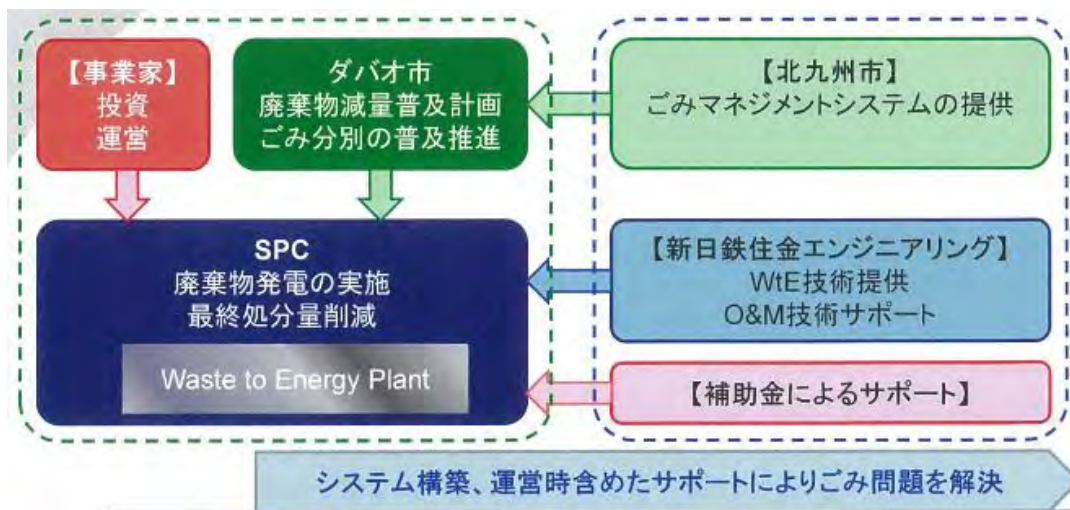 【事業家】
投資
運営
ダバオ市
廃棄物減量普及計画
ごみ分別の普及推進
【北九州市】
ごみマネジメントシステムの提供
SPC
廃棄物発電の実施
最終処分量削減
Waste to Energy Plant
【新日鉄住金エンジニアリング】
WtE技術提供
O&M技術サポート
【補助金によるサポート】
システム構築、運営時含めたサポートによりごみ問題を解決